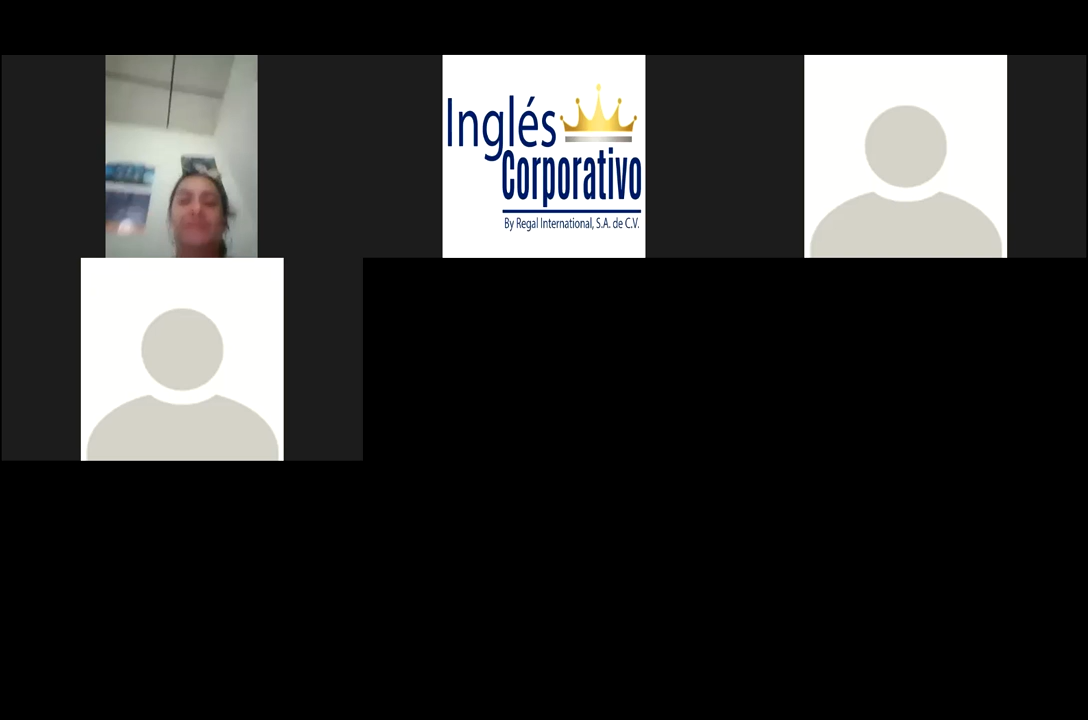 Inglés
Corporativo
By Regal International, S.A. de C.V.